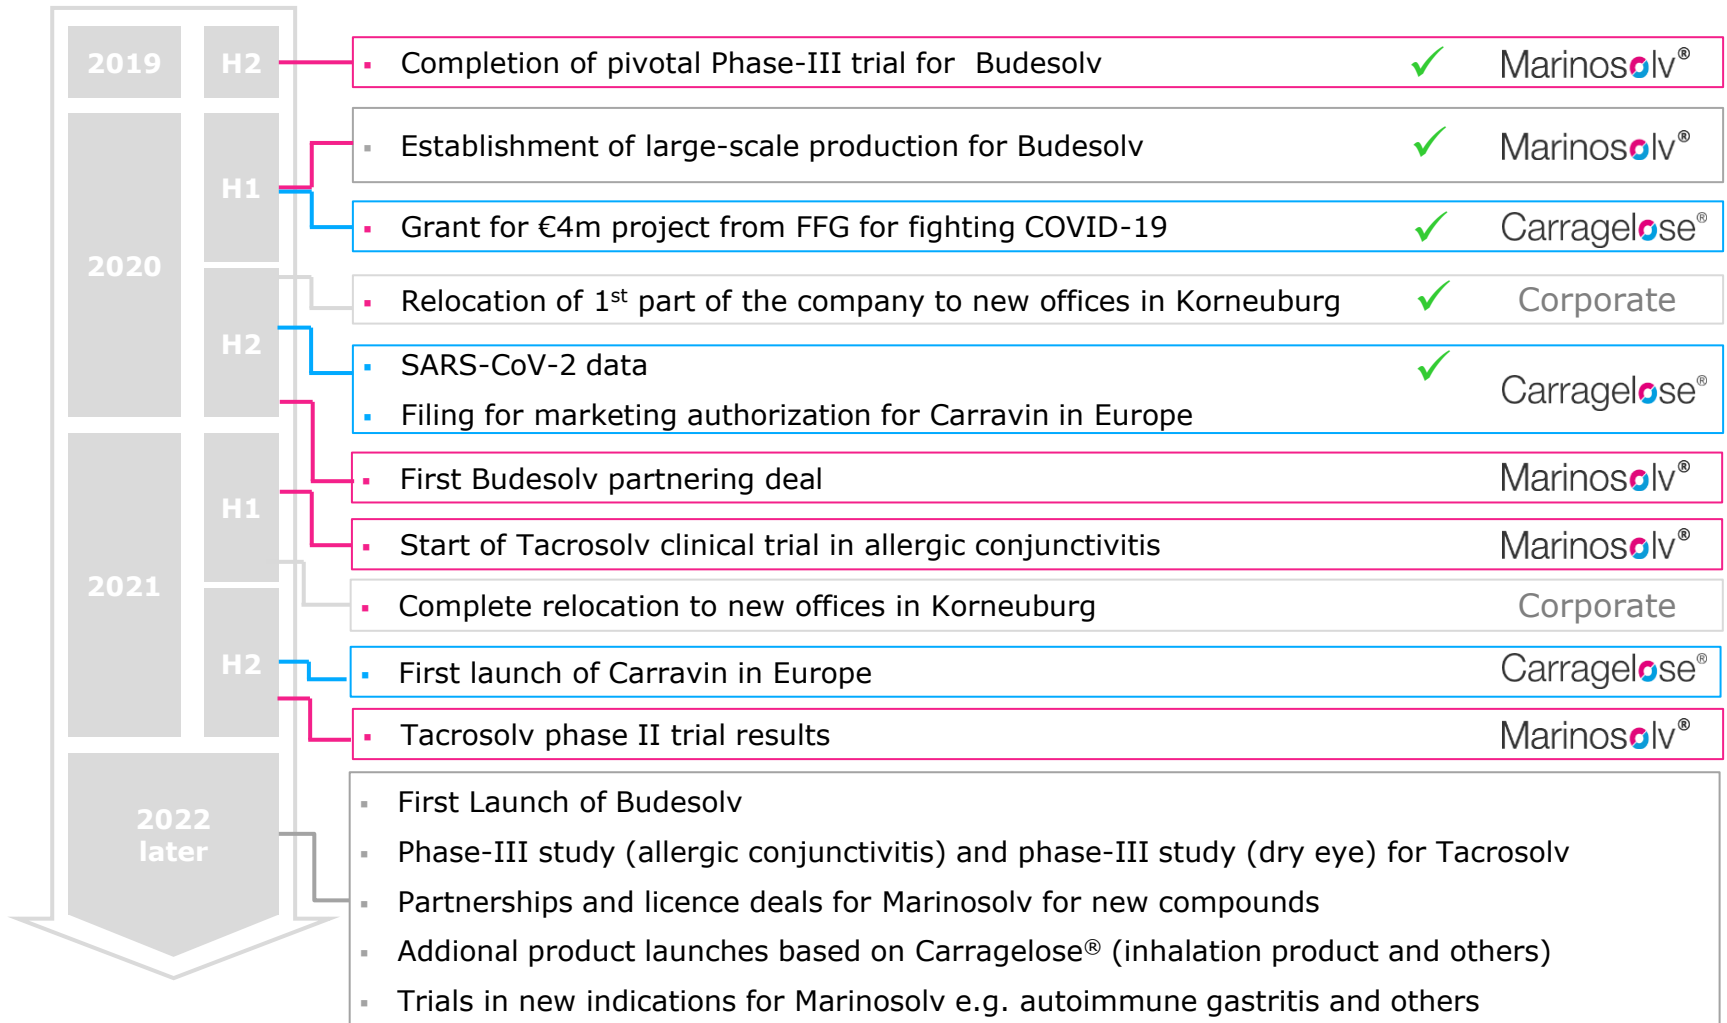 2019 H2
▪ Completion of pivotal Phase-III trial for Budesolv ✓ Marinosolv®
2020 H1
▪ Establishment of large-scale production for Budesolv ✓ Marinosolv®
▪ Grant for €4m project from FFG for fighting COVID-19 ✓ Carragelose®
H2
▪ Relocation of 1st part of the company to new offices in Korneuburg ✓ Corporate
▪ SARS-CoV-2 data ✓
▪ Filing for marketing authorization for Carravin in Europe
Carragelose®
▪ First Budesolv partnering deal Marinosolv®
2021 H1
▪ Start of Tacrosolv clinical trial in allergic conjunctivitis Marinosolv®
▪ Complete relocation to new offices in Korneuburg Corporate
H2
▪ First launch of Carravin in Europe Carragelose®
▪ Tacrosolv phase II trial results Marinosolv®
2022
later
▪ First Launch of Budesolv
▪ Phase-III study (allergic conjunctivitis) and phase-III study (dry eye) for Tacrosolv
▪ Partnerships and licence deals for Marinosolv for new compounds
▪ Addional product launches based on Carragelose® (inhalation product and others)
▪ Trials in new indications for Marinosolv e.g. autoimmune gastritis and others